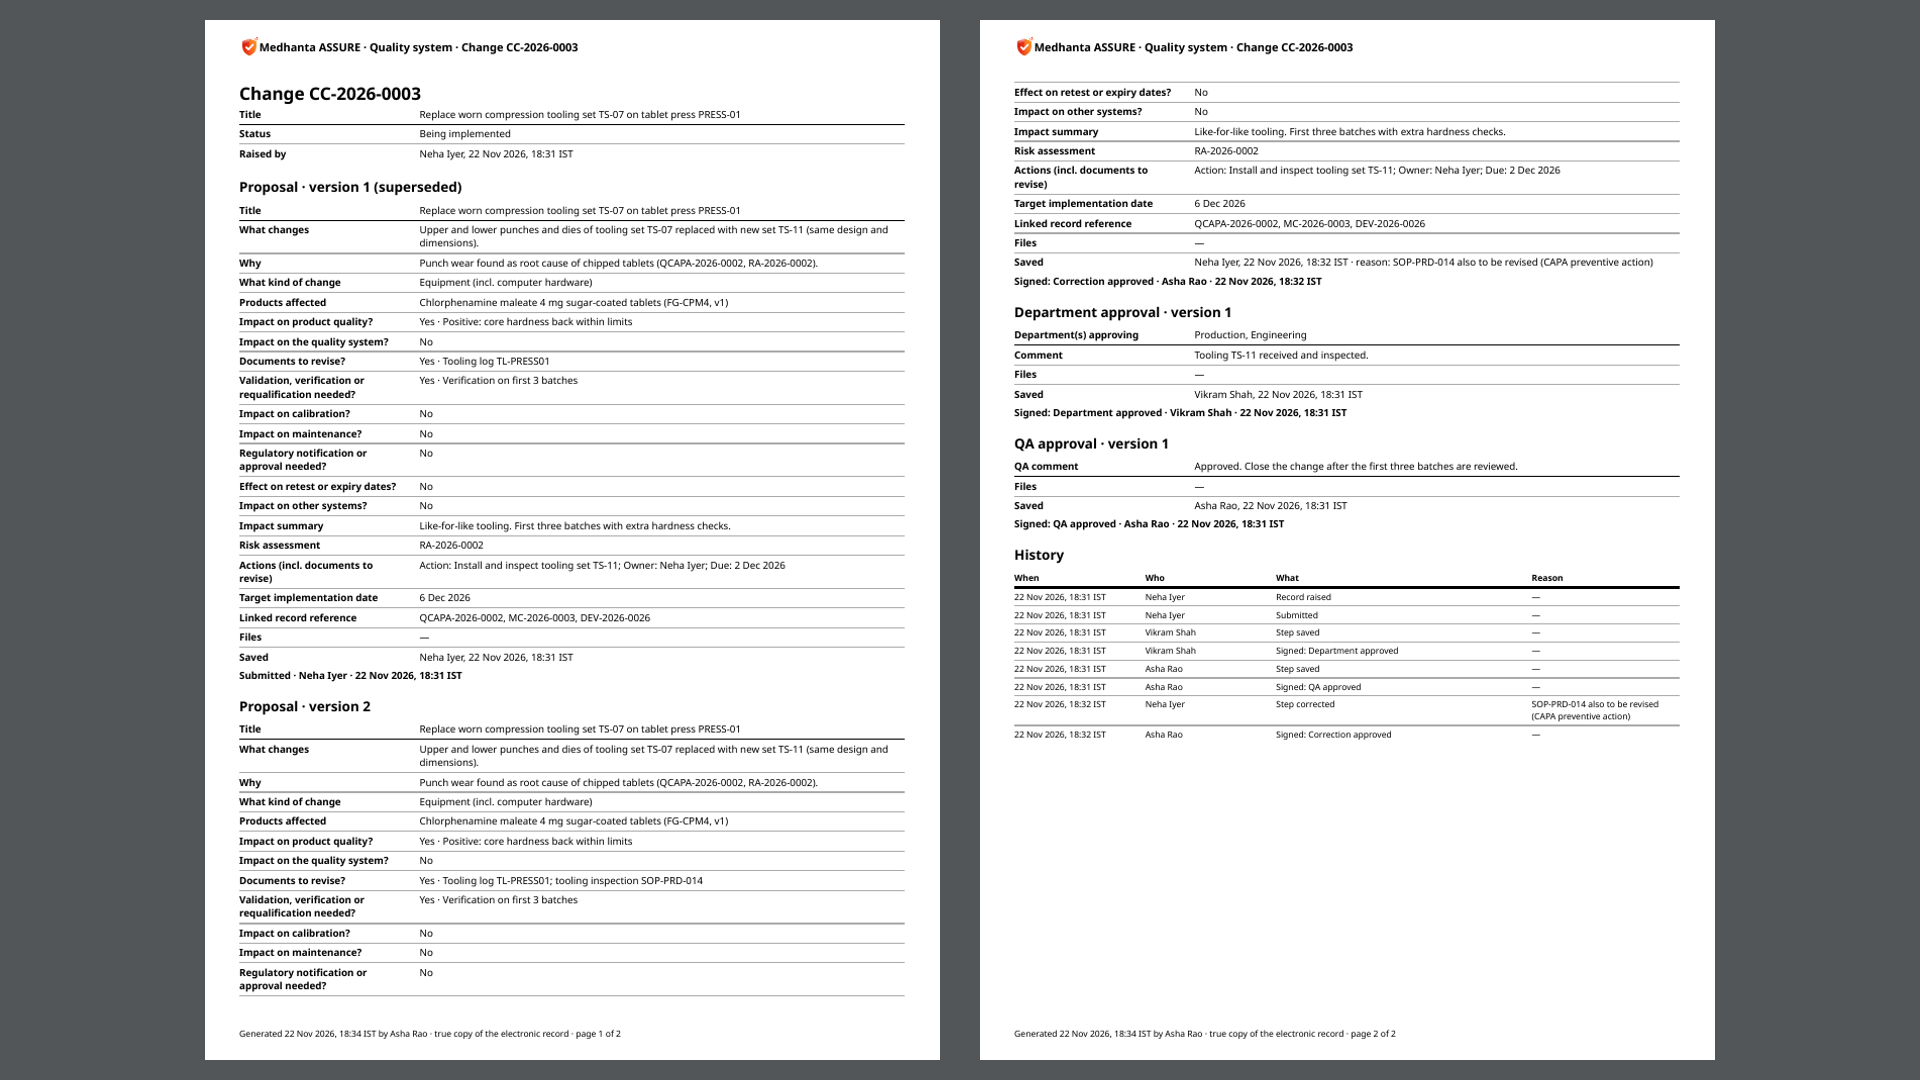 Medhanta ASSURE · Quality system · Change CC-2026-0003
Change CC-2026-0003
Title Replace worn compression tooling set TS-07 on tablet press PRESS-01
Status Being implemented
Raised by Neha Iyer, 22 Nov 2026, 18:31 IST
Proposal · version 1 (superseded)
Title Replace worn compression tooling set TS-07 on tablet press PRESS-01
What changes Upper and lower punches and dies of tooling set TS-07 replaced with new set TS-11 (same design and
dimensions).
Why Punch wear found as root cause of chipped tablets (QCAPA-2026-0002, RA-2026-0002).
What kind of change Equipment (incl. computer hardware)
Products affected Chlorphenamine maleate 4 mg sugar-coated tablets (FG-CPM4, v1)
Impact on product quality? Yes · Positive: core hardness back within limits
Impact on the quality system? No
Documents to revise? Yes · Tooling log TL-PRESS01
Validation, verification or Yes · Verification on first 3 batches
requalification needed?
Impact on calibration? No
Impact on maintenance? No
Regulatory notification or No
approval needed?
Effect on retest or expiry dates? No
Impact on other systems? No
Impact summary Like-for-like tooling. First three batches with extra hardness checks.
Risk assessment RA-2026-0002
Actions (incl. documents to Action: Install and inspect tooling set TS-11; Owner: Neha Iyer; Due: 2 Dec 2026
revise)
Target implementation date 6 Dec 2026
Linked record reference QCAPA-2026-0002, MC-2026-0003, DEV-2026-0026
Files —
Saved Neha Iyer, 22 Nov 2026, 18:31 IST
Submitted · Neha Iyer · 22 Nov 2026, 18:31 IST
Proposal · version 2
Title Replace worn compression tooling set TS-07 on tablet press PRESS-01
What changes Upper and lower punches and dies of tooling set TS-07 replaced with new set TS-11 (same design and
dimensions).
Why Punch wear found as root cause of chipped tablets (QCAPA-2026-0002, RA-2026-0002).
What kind of change Equipment (incl. computer hardware)
Products affected Chlorphenamine maleate 4 mg sugar-coated tablets (FG-CPM4, v1)
Impact on product quality? Yes · Positive: core hardness back within limits
Impact on the quality system? No
Documents to revise? Yes · Tooling log TL-PRESS01; tooling inspection SOP-PRD-014
Validation, verification or Yes · Verification on first 3 batches
requalification needed?
Impact on calibration? No
Impact on maintenance? No
Regulatory notification or No
approval needed?
Generated 22 Nov 2026, 18:34 IST by Asha Rao · true copy of the electronic record · page 1 of 2
Medhanta ASSURE · Quality system · Change CC-2026-0003
Effect on retest or expiry dates? No
Impact on other systems? No
Impact summary Like-for-like tooling. First three batches with extra hardness checks.
Risk assessment RA-2026-0002
Actions (incl. documents to Action: Install and inspect tooling set TS-11; Owner: Neha Iyer; Due: 2 Dec 2026
revise)
Target implementation date 6 Dec 2026
Linked record reference QCAPA-2026-0002, MC-2026-0003, DEV-2026-0026
Files —
Saved Neha Iyer, 22 Nov 2026, 18:32 IST · reason: SOP-PRD-014 also to be revised (CAPA preventive action)
Signed: Correction approved · Asha Rao · 22 Nov 2026, 18:32 IST
Department approval · version 1
Department(s) approving Production, Engineering
Comment Tooling TS-11 received and inspected.
Files —
Saved Vikram Shah, 22 Nov 2026, 18:31 IST
Signed: Department approved · Vikram Shah · 22 Nov 2026, 18:31 IST
QA approval · version 1
QA comment Approved. Close the change after the first three batches are reviewed.
Files —
Saved Asha Rao, 22 Nov 2026, 18:31 IST
Signed: QA approved · Asha Rao · 22 Nov 2026, 18:31 IST
History
When Who What Reason
22 Nov 2026, 18:31 IST Neha Iyer Record raised —
22 Nov 2026, 18:31 IST Neha Iyer Submitted —
22 Nov 2026, 18:31 IST Vikram Shah Step saved —
22 Nov 2026, 18:31 IST Vikram Shah Signed: Department approved —
22 Nov 2026, 18:31 IST Asha Rao Step saved —
22 Nov 2026, 18:31 IST Asha Rao Signed: QA approved —
22 Nov 2026, 18:32 IST Neha Iyer Step corrected SOP-PRD-014 also to be revised
(CAPA preventive action)
22 Nov 2026, 18:32 IST Asha Rao Signed: Correction approved —
Generated 22 Nov 2026, 18:34 IST by Asha Rao · true copy of the electronic record · page 2 of 2